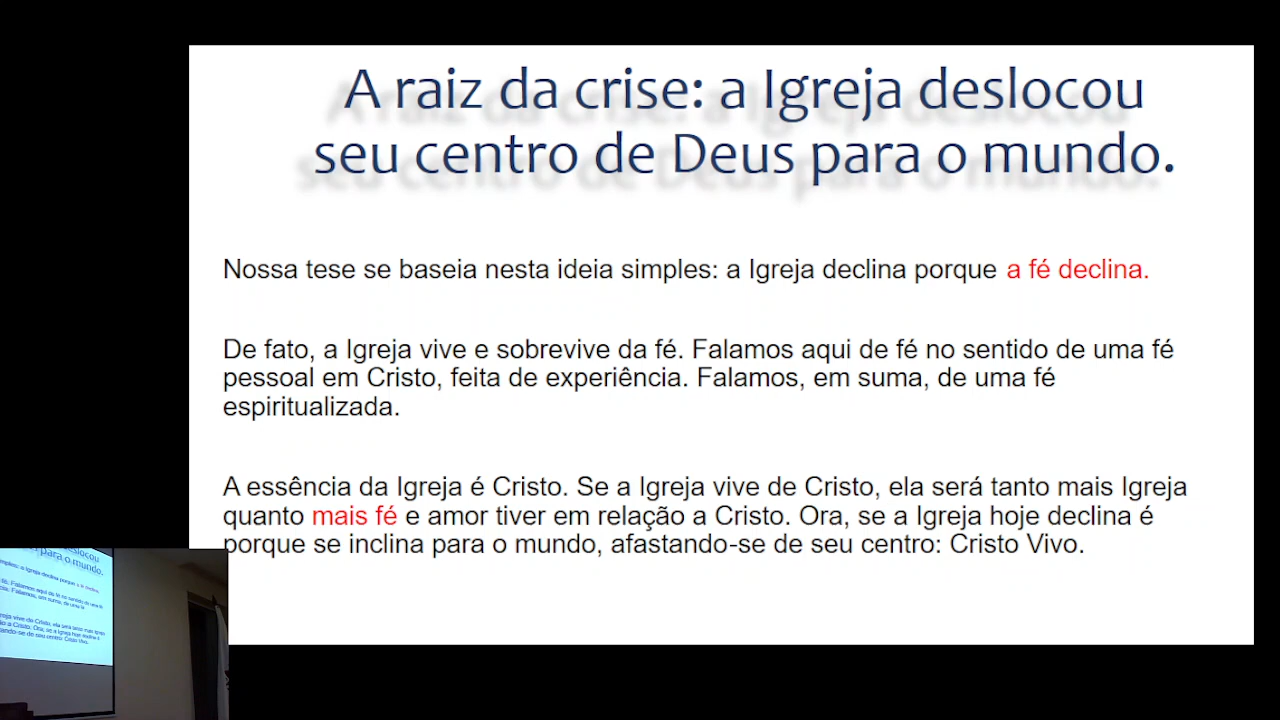 A raiz da crise: a Igreja deslocou
seu centro de Deus para o mundo.
Nossa tese se baseia nesta ideia simples: a Igreja declina porque a fé declina.
De fato, a Igreja vive e sobrevive da fé. Falamos aqui de fé no sentido de uma fé
pessoal em Cristo, feita de experiência. Falamos, em suma, de uma fé
espiritualizada.
A essência da Igreja é Cristo. Se a Igreja vive de Cristo, ela será tanto mais Igreja
quanto mais fé e amor tiver em relação a Cristo. Ora, se a Igreja hoje declina é
porque se inclina para o mundo, afastando-se de seu centro: Cristo Vivo.